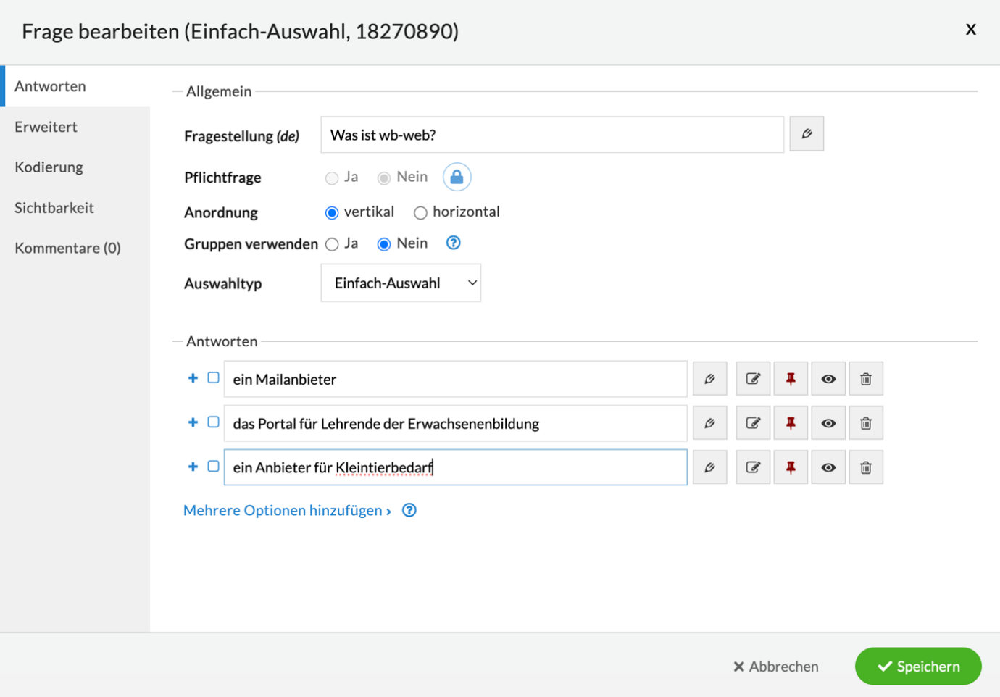 Frage bearbeiten (Einfach-Auswahl, 18270890)
X
Antworten
Erweitert
Kodierung
Sichtbarkeit
Kommentare (0)
Allgemein
Fragestellung (de) Was ist wb-web?
Pflichtfrage Ja Nein
Anordnung vertikal horizontal
Gruppen verwenden Ja Nein ?
Auswahltyp Einfach-Auswahl
Antworten
ein Mailanbieter
das Portal für Lehrende der Erwachsenenbildung
ein Anbieter für Kleintierbedarf
Mehrere Optionen hinzufügen › ?
Abbrechen Speichern